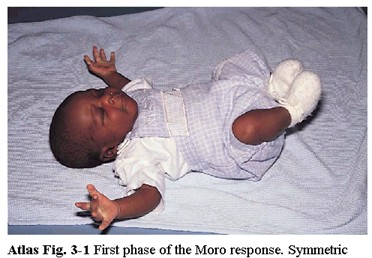 Atlas Fig. 3-1 First phase of the Moro response. Symmetric